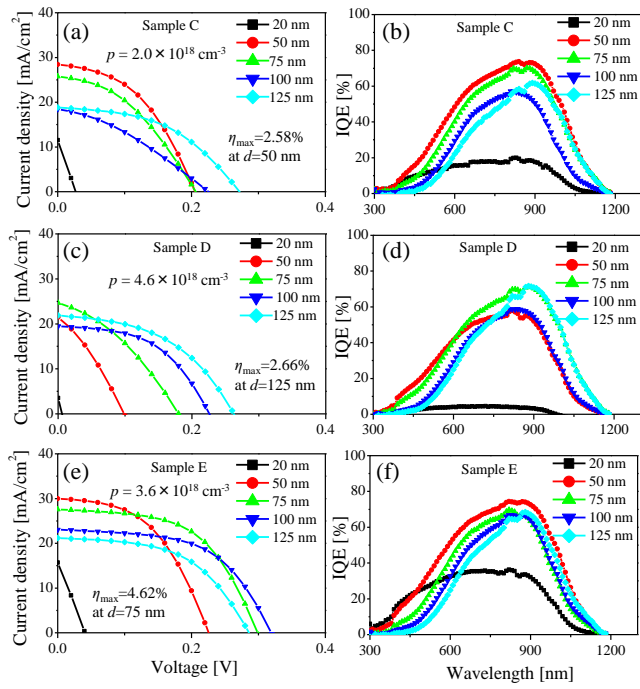 (a)
Sample C
p = 2.0×10¹⁸ cm⁻³
20 nm
50 nm
75 nm
100 nm
125 nm
ηmax=2.58%
at d=50 nm
Current density [mA/cm²]
40
30
20
10
0
0.0
0.2
0.4
(b)
Sample C
20 nm
50 nm
75 nm
100 nm
125 nm
IQE [%]
100
80
60
40
20
0
300
600
900
1200
(c)
Sample D
p = 4.6×10¹⁸ cm⁻³
20 nm
50 nm
75 nm
100 nm
125 nm
ηmax=2.66%
at d=125 nm
Current density [mA/cm²]
40
30
20
10
0
0.0
0.2
0.4
(d)
Sample D
20 nm
50 nm
75 nm
100 nm
125 nm
IQE [%]
100
80
60
40
20
0
300
600
900
1200
(e)
Sample E
p = 3.6×10¹⁸ cm⁻³
20 nm
50 nm
75 nm
100 nm
125 nm
ηmax=4.62%
at d=75 nm
Current density [mA/cm²]
40
30
20
10
0
0.0
0.2
0.4
Voltage [V]
(f)
Sample E
20 nm
50 nm
75 nm
100 nm
125 nm
IQE [%]
100
80
60
40
20
0
300
600
900
1200
Wavelength [nm]